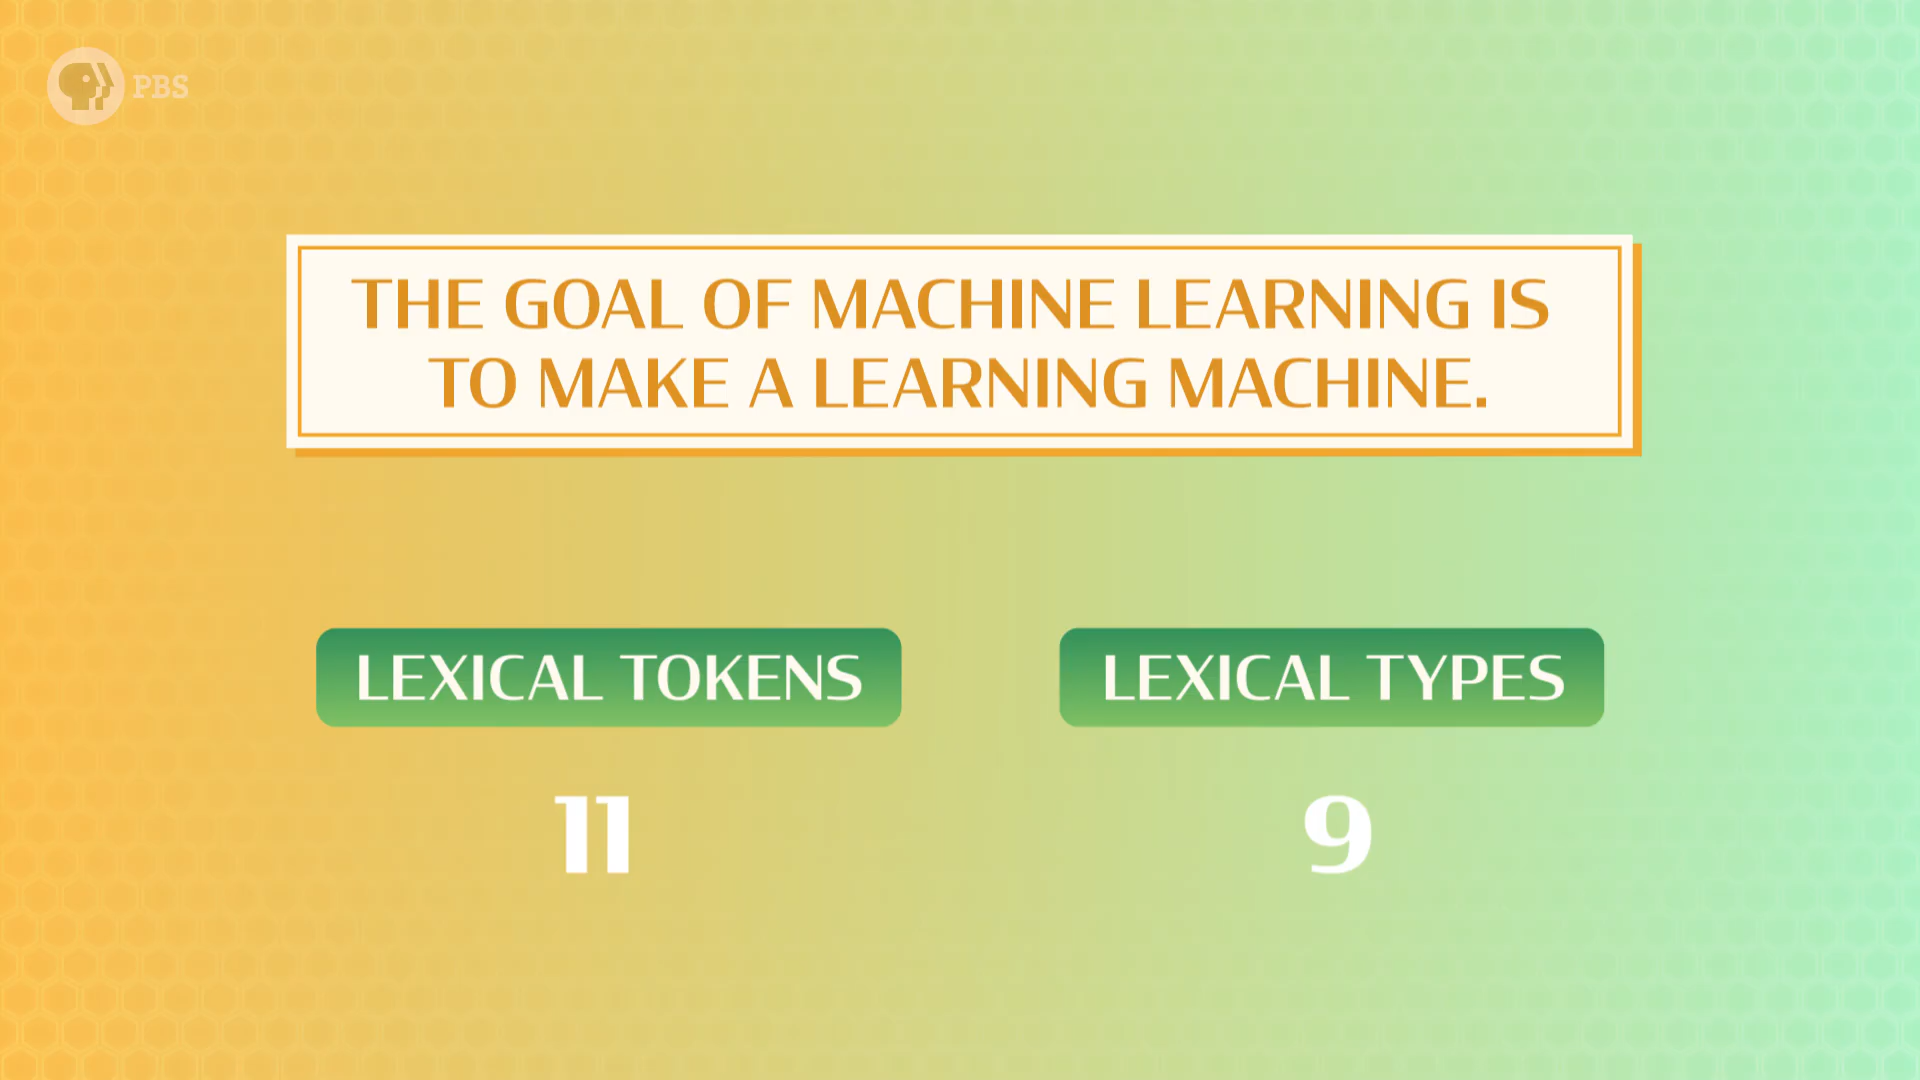 PBS
THE GOAL OF MACHINE LEARNING IS
TO MAKE A LEARNING MACHINE.
LEXICAL TOKENS
LEXICAL TYPES
11
9